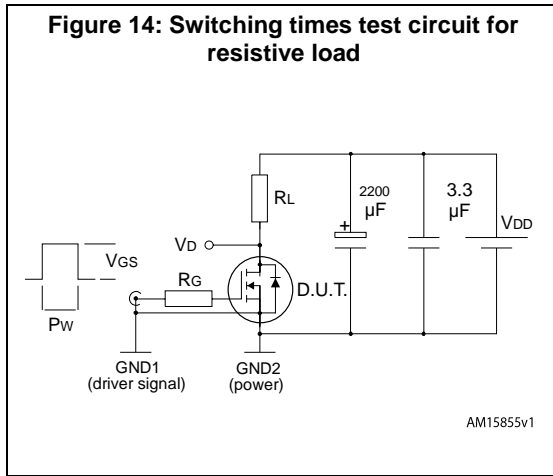 Figure 14: Switching times test circuit for
resistive load
2200
μF
+
3.3
μF
VDD
RL
VD
VGS
RG
D.U.T.
PW
GND1
(driver signal)
GND2
(power)
AM15855v1